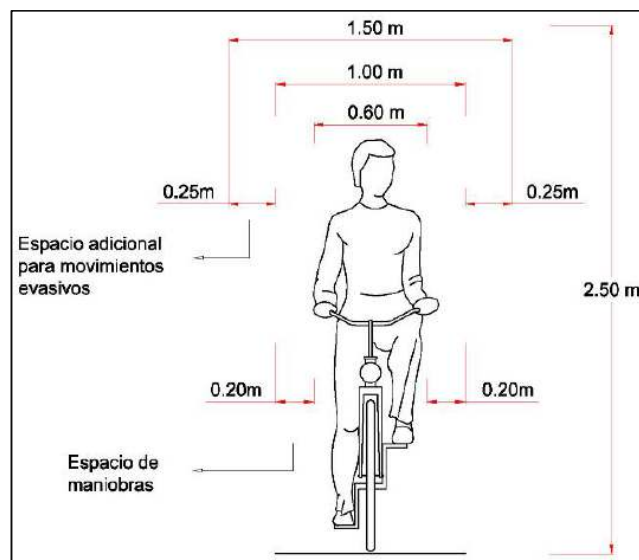 1.50 m
1.00 m
0.60 m
0.25m
0.25m
Espacio adicional
para movimientos
evasivos
2.50 m
0.20m
0.20m
Espacio de
maniobras